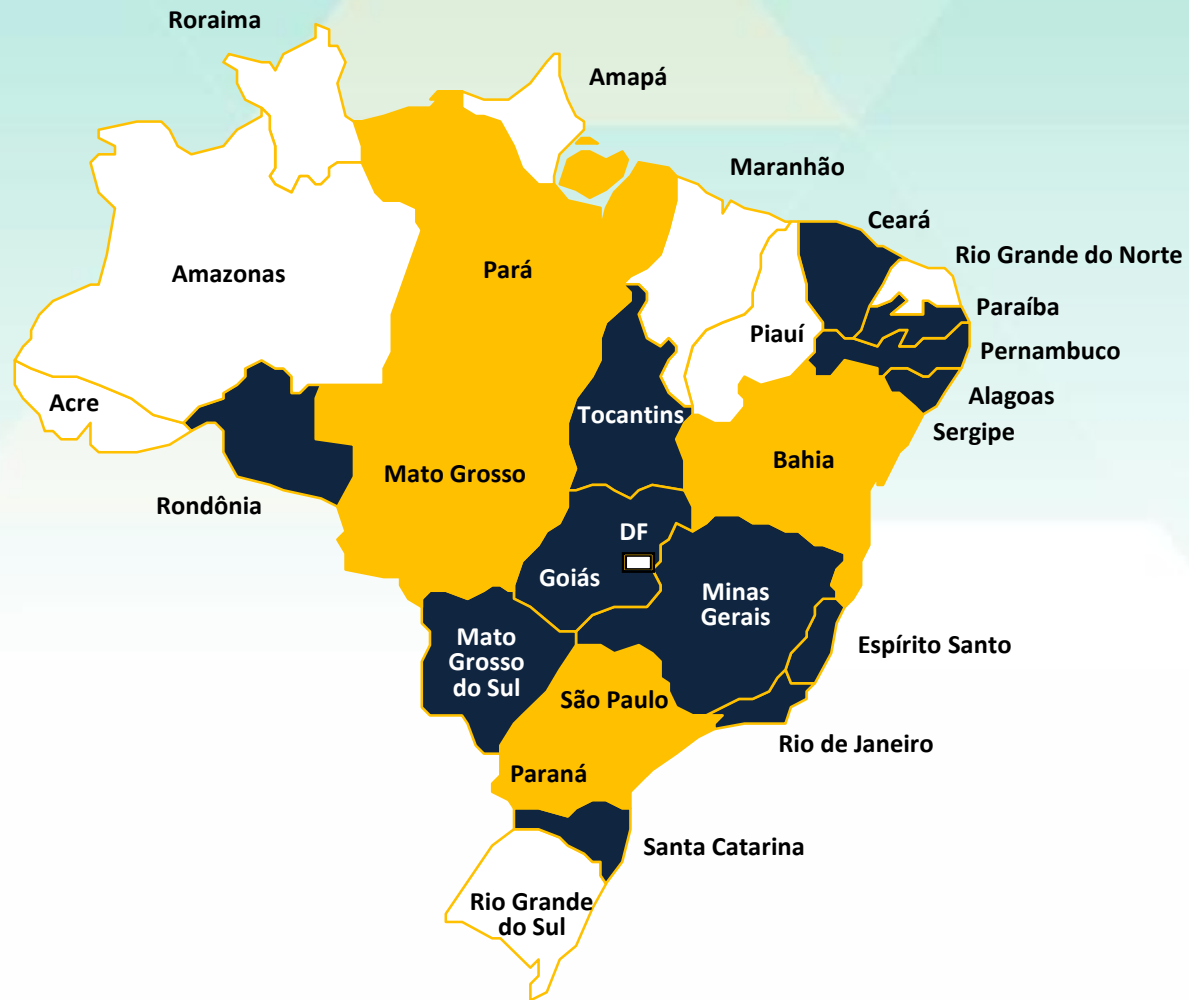 Roraima
Amapá
Maranhão
Ceará
Rio Grande do Norte
Amazonas
Pará
Paraíba
Piauí
Pernambuco
Alagoas
Acre
Tocantins
Sergipe
Bahia
Mato Grosso
Rondônia
DF
Goiás
Minas
Gerais
Mato
Grosso
do Sul
Espírito Santo
São Paulo
Rio de Janeiro
Paraná
Santa Catarina
Rio Grande
do Sul